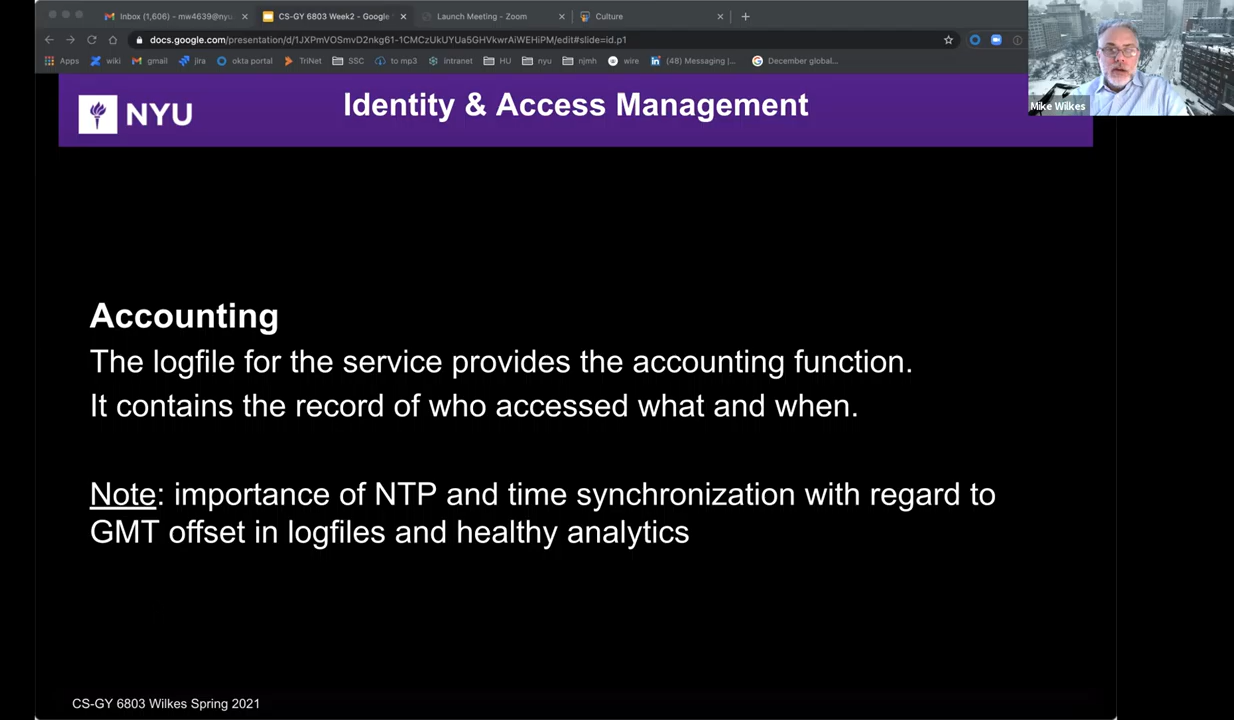 Inbox (1,606) - mw4639@nyu.
CS-GY 6803 Week2 - Google
Launch Meeting - Zoom
Culture
docs.google.com/presentation/d/1JXPmVOSmvD2nkg61-1CMCzUkUYUa5GHVkwrAiWEHiPM/edit#slide=id.p1
Apps
wiki
gmail
jira
okta portal
TriNet
SSC
to mp3
intranet
HU
nyu
njmh
wire
(48) Messaging |...
December global...
Mike Wilkes
NYU
Identity & Access Management
Accounting
The logfile for the service provides the accounting function.
It contains the record of who accessed what and when.
Note: importance of NTP and time synchronization with regard to
GMT offset in logfiles and healthy analytics
CS-GY 6803 Wilkes Spring 2021